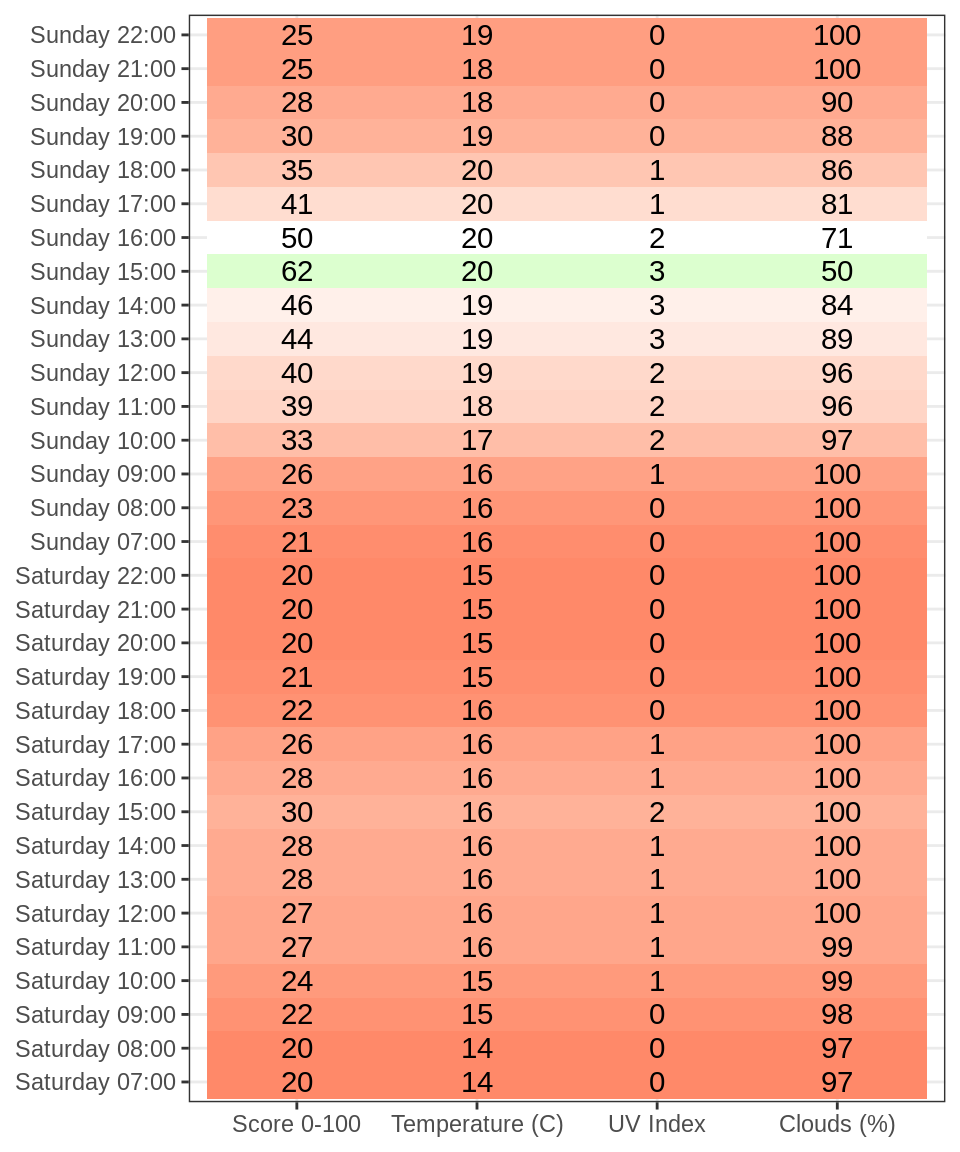 Sunday 22:00 25 19 0 100
Sunday 21:00 25 18 0 100
Sunday 20:00 28 18 0 90
Sunday 19:00 30 19 0 88
Sunday 18:00 35 20 1 86
Sunday 17:00 41 20 1 81
Sunday 16:00 50 20 2 71
Sunday 15:00 62 20 3 50
Sunday 14:00 46 19 3 84
Sunday 13:00 44 19 3 89
Sunday 12:00 40 19 2 96
Sunday 11:00 39 18 2 96
Sunday 10:00 33 17 2 97
Sunday 09:00 26 16 1 100
Sunday 08:00 23 16 0 100
Sunday 07:00 21 16 0 100
Saturday 22:00 20 15 0 100
Saturday 21:00 20 15 0 100
Saturday 20:00 20 15 0 100
Saturday 19:00 21 15 0 100
Saturday 18:00 22 16 0 100
Saturday 17:00 26 16 1 100
Saturday 16:00 28 16 1 100
Saturday 15:00 30 16 2 100
Saturday 14:00 28 16 1 100
Saturday 13:00 28 16 1 100
Saturday 12:00 27 16 1 100
Saturday 11:00 27 16 1 99
Saturday 10:00 24 15 1 99
Saturday 09:00 22 15 0 98
Saturday 08:00 20 14 0 97
Saturday 07:00 20 14 0 97
Score 0-100 Temperature (C) UV Index Clouds (%)